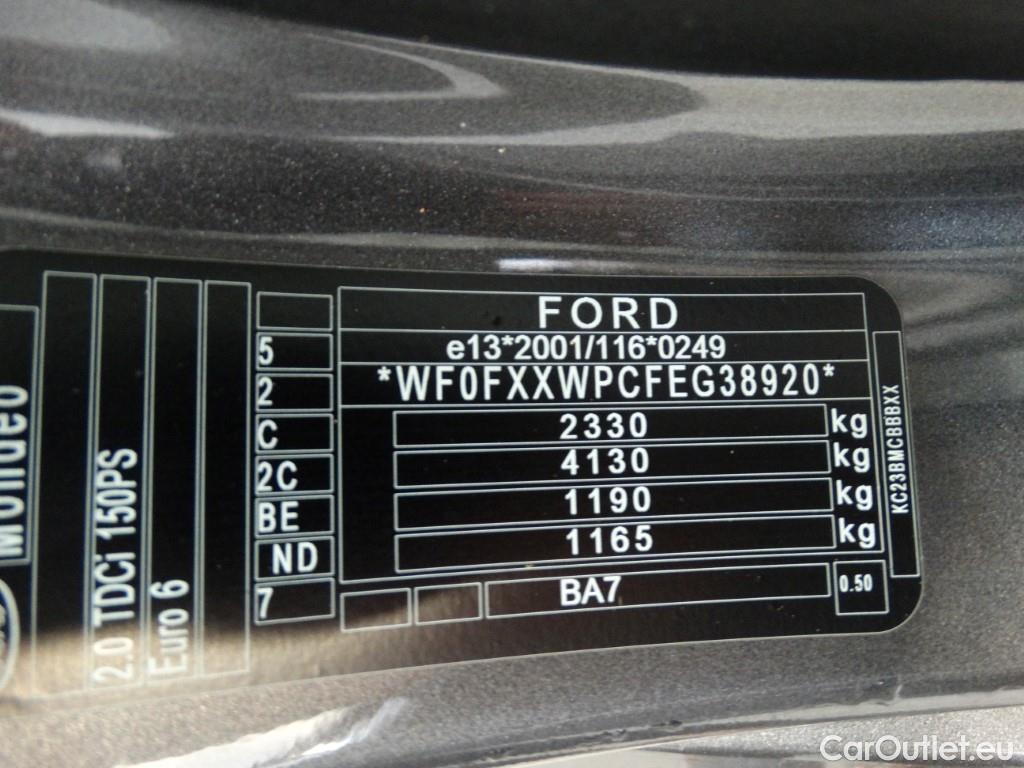 FORD
5 e13*2001/116*0249
2 *WF0FXXWPCFEG38920*
C 2330 kg
2C 4130 kg
BE 1190 kg
ND 1165 kg
7 BA7 0.50
KC23BMCBBBXX
Mondeo
2.0 TDCi 150PS
Euro 6
CarOutlet.eu